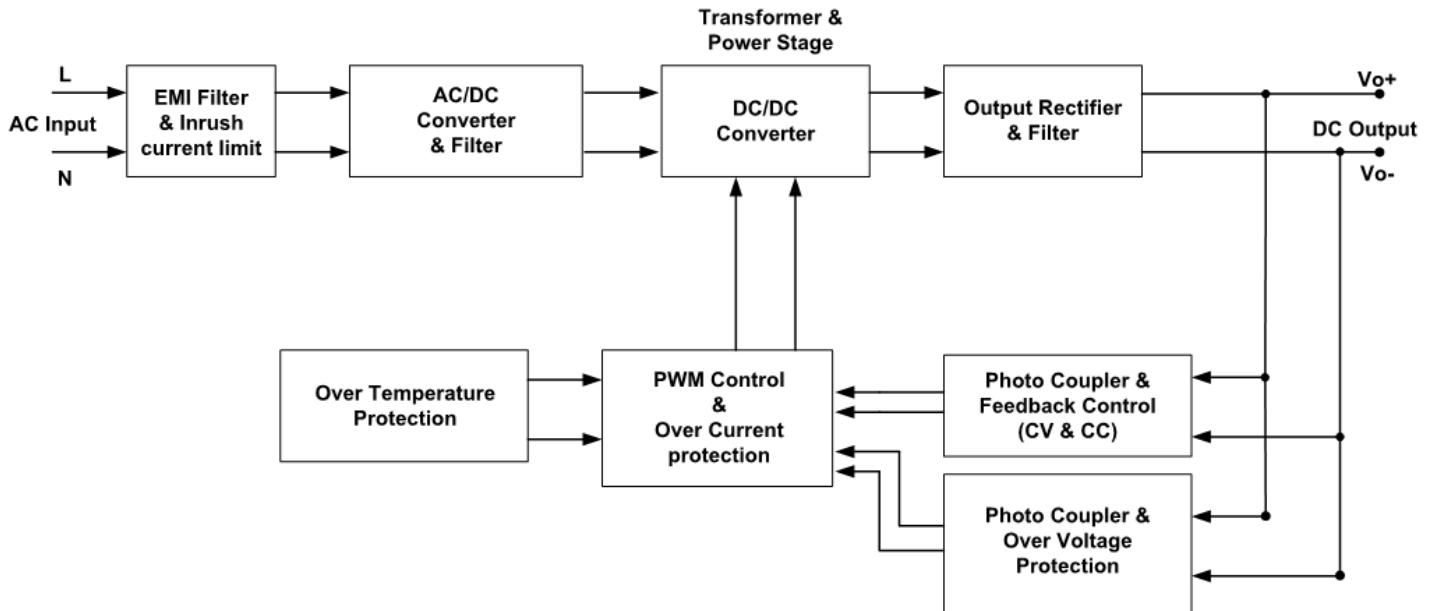 Transformer &
Power Stage
L
AC Input
N
EMI Filter
& Inrush
current limit
AC/DC
Converter
& Filter
DC/DC
Converter
Output Rectifier
& Filter
Vo+
DC Output
Vo-
Over Temperature
Protection
PWM Control
&
Over Current
protection
Photo Coupler &
Feedback Control
(CV & CC)
Photo Coupler &
Over Voltage
Protection